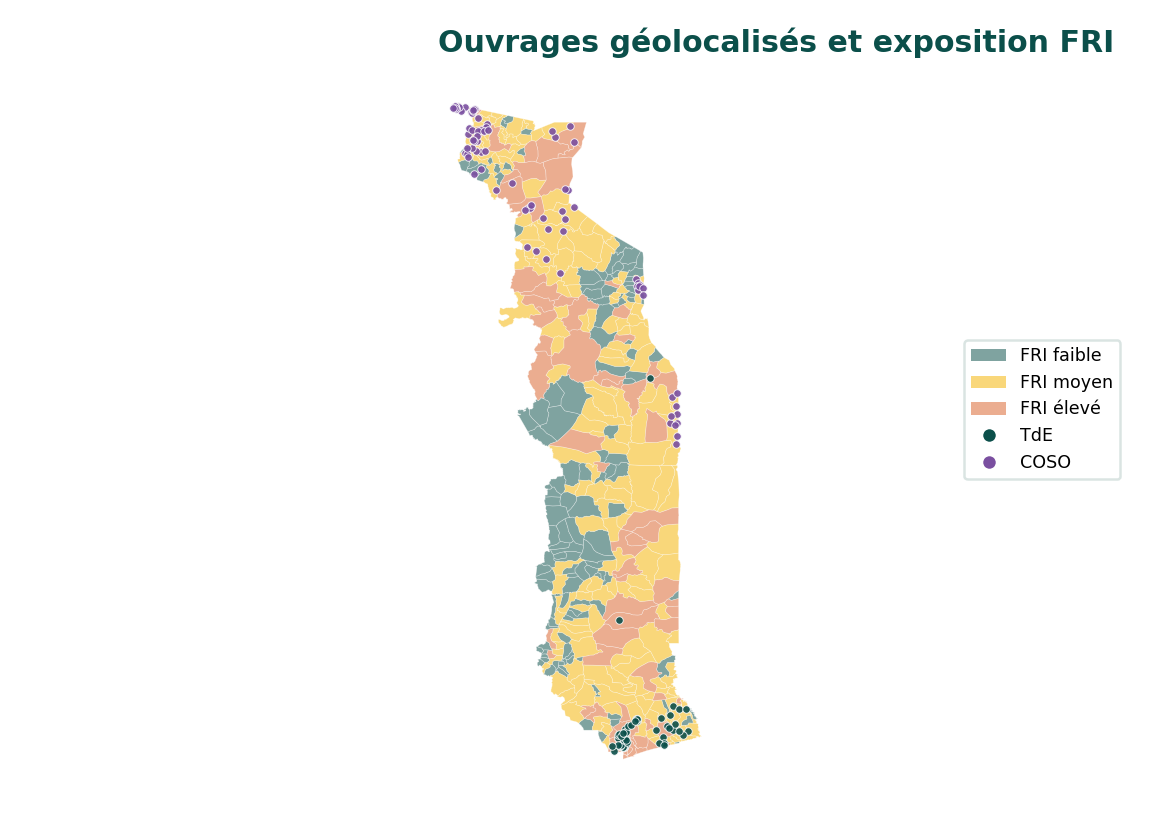 Ouvrages géolocalisés et exposition FRI
FRI faible
FRI moyen
FRI élevé
TdE
COSO